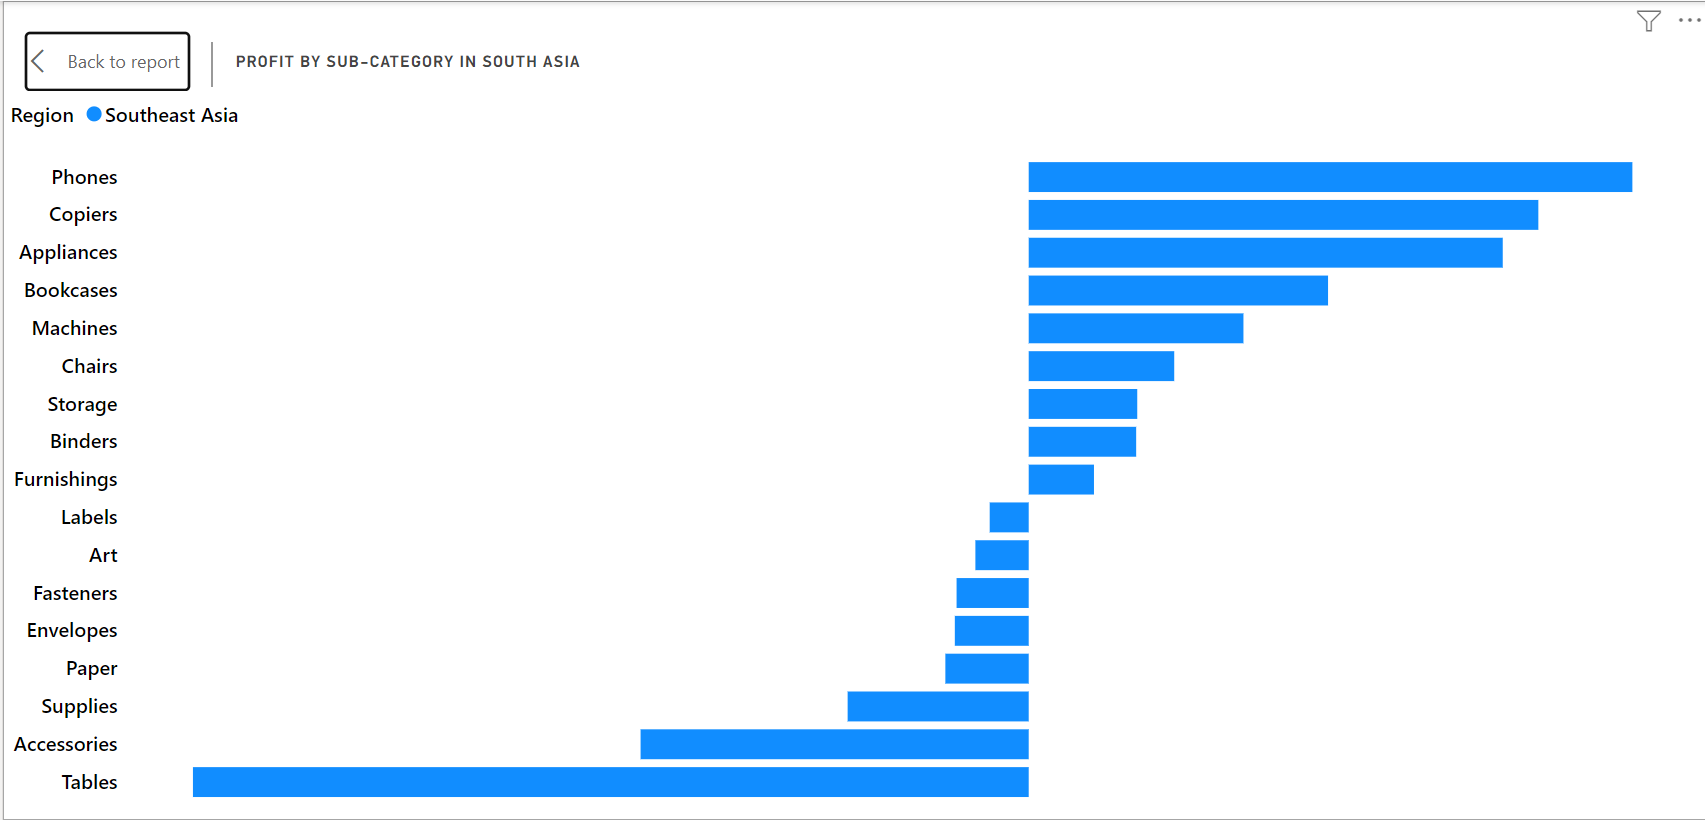 Back to report
PROFIT BY SUB-CATEGORY IN SOUTH ASIA
Region Southeast Asia
Phones
Copiers
Appliances
Bookcases
Machines
Chairs
Storage
Binders
Furnishings
Labels
Art
Fasteners
Envelopes
Paper
Supplies
Accessories
Tables